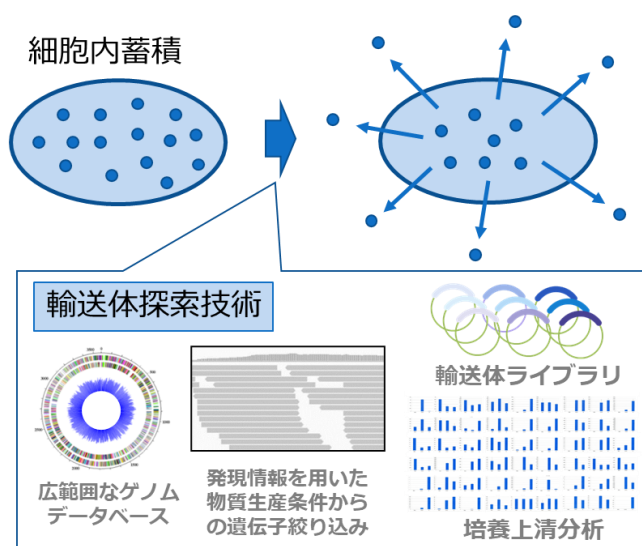 細胞内蓄積
輸送体探索技術
広範囲なゲノム
データベース
発現情報を用いた
物質生産条件から
の遺伝子絞り込み
輸送体ライブラリ
培養上清分析